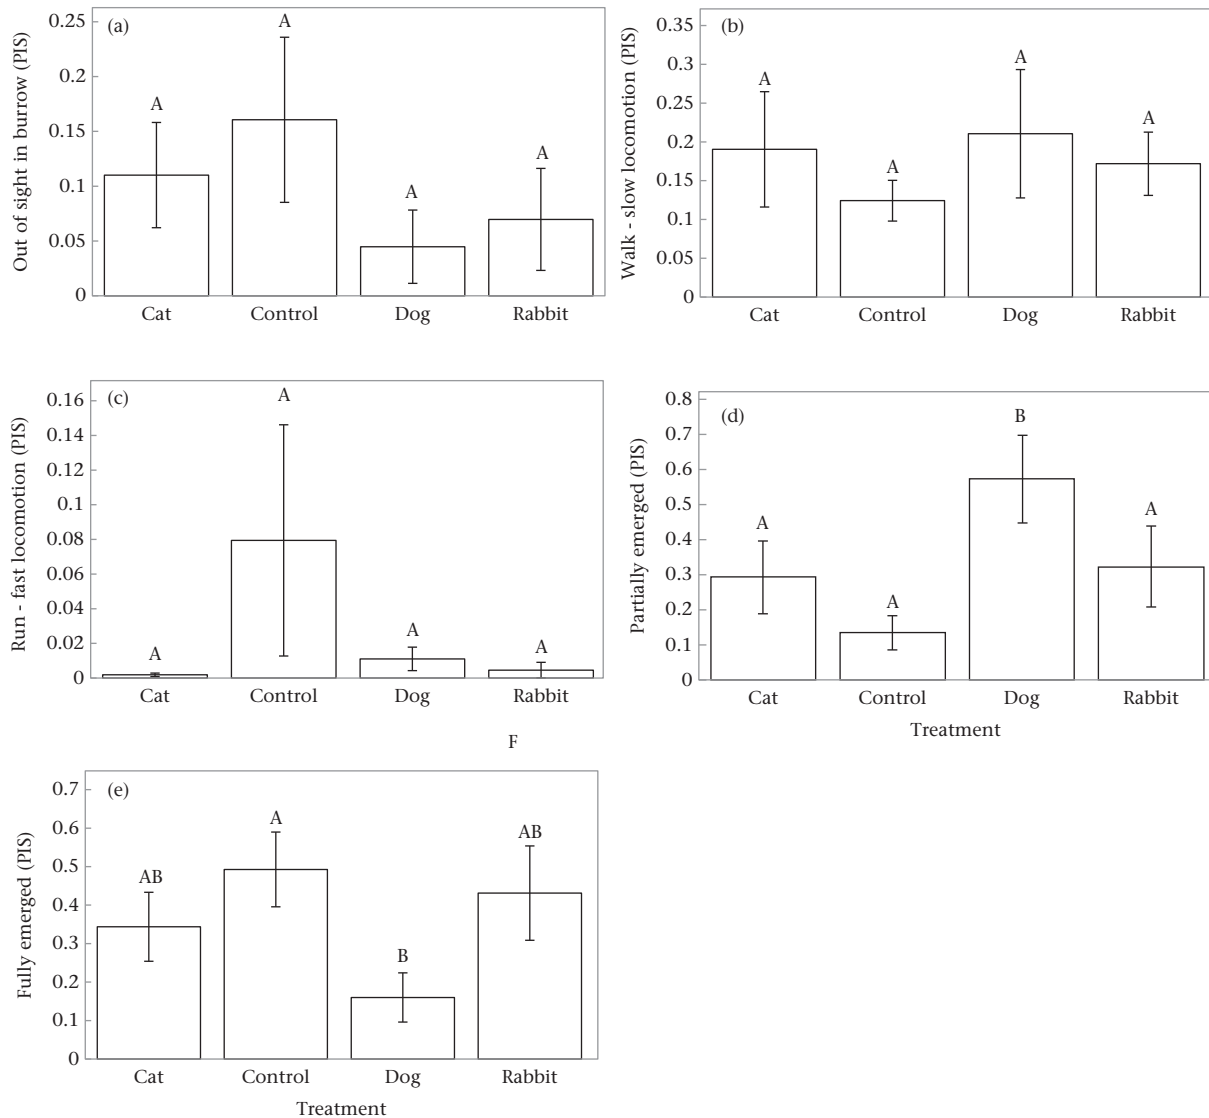 (a)
Out of sight in burrow (PIS)
0.25
0.2
0.15
0.1
0.05
0
A
A
A
A
Cat Control Dog Rabbit
(b)
Walk - slow locomotion (PIS)
0.35
0.3
0.25
0.2
0.15
0.1
0.05
0
A
A
A
A
Cat Control Dog Rabbit
(c)
Run - fast locomotion (PIS)
0.16
0.14
0.12
0.1
0.08
0.06
0.04
0.02
0
A
A
A
A
Cat Control Dog Rabbit
(d)
Partially emerged (PIS)
0.8
0.7
0.6
0.5
0.4
0.3
0.2
0.1
0
A
A
B
A
Cat Control Dog Rabbit
Treatment
F
(e)
Fully emerged (PIS)
0.7
0.6
0.5
0.4
0.3
0.2
0.1
0
AB
A
B
AB
Cat Control Dog Rabbit
Treatment